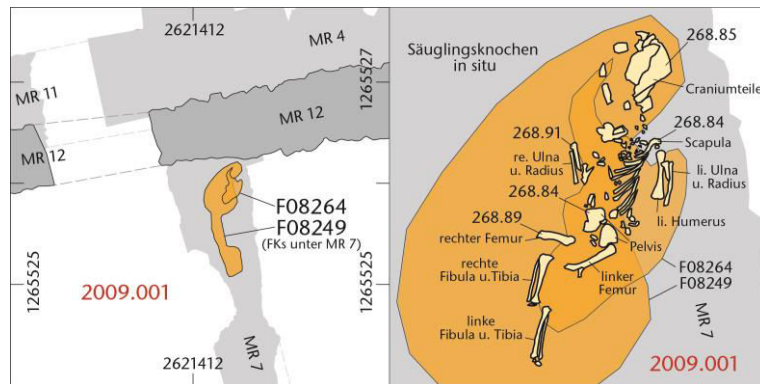 2621412
MR 4
MR 11
1265527
MR 12
MR 12
F08264
F08249
(FKs unter MR 7)
1265525
1265525
2009.001
MR 7
2621412
Säuglingsknochen
in situ
268.85
Craniumteile
268.91
268.84
Scapula
re. Ulna
u. Radius
li. Ulna
u. Radius
268.84
li. Humerus
268.89
rechter Femur
Pelvis
rechte
Fibula u. Tibia
linker
Femur
F08264
F08249
MR 7
linke
Fibula u. Tibia
2009.001